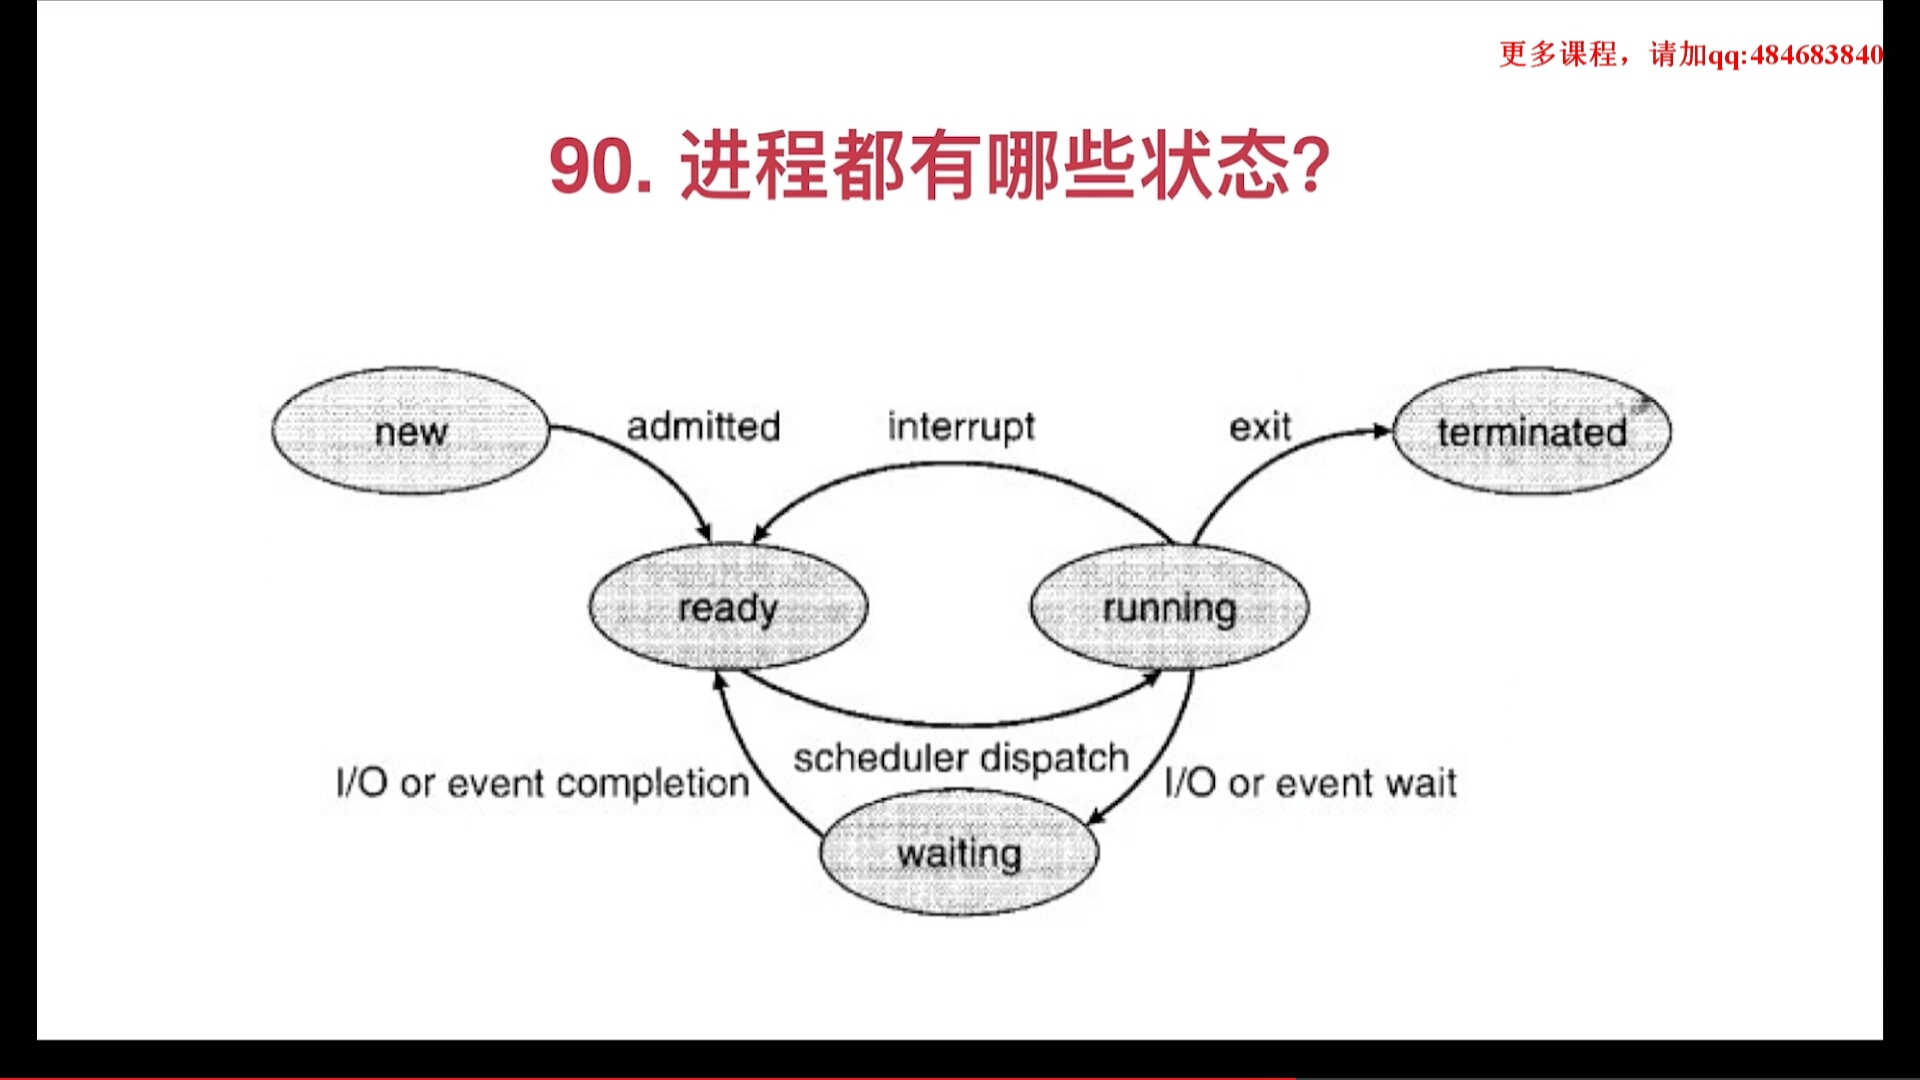 更多课程，请加qq:484683840
90. 进程都有哪些状态?
new
admitted
interrupt
exit
terminated
ready
running
scheduler dispatch
I/O or event completion
I/O or event wait
waiting